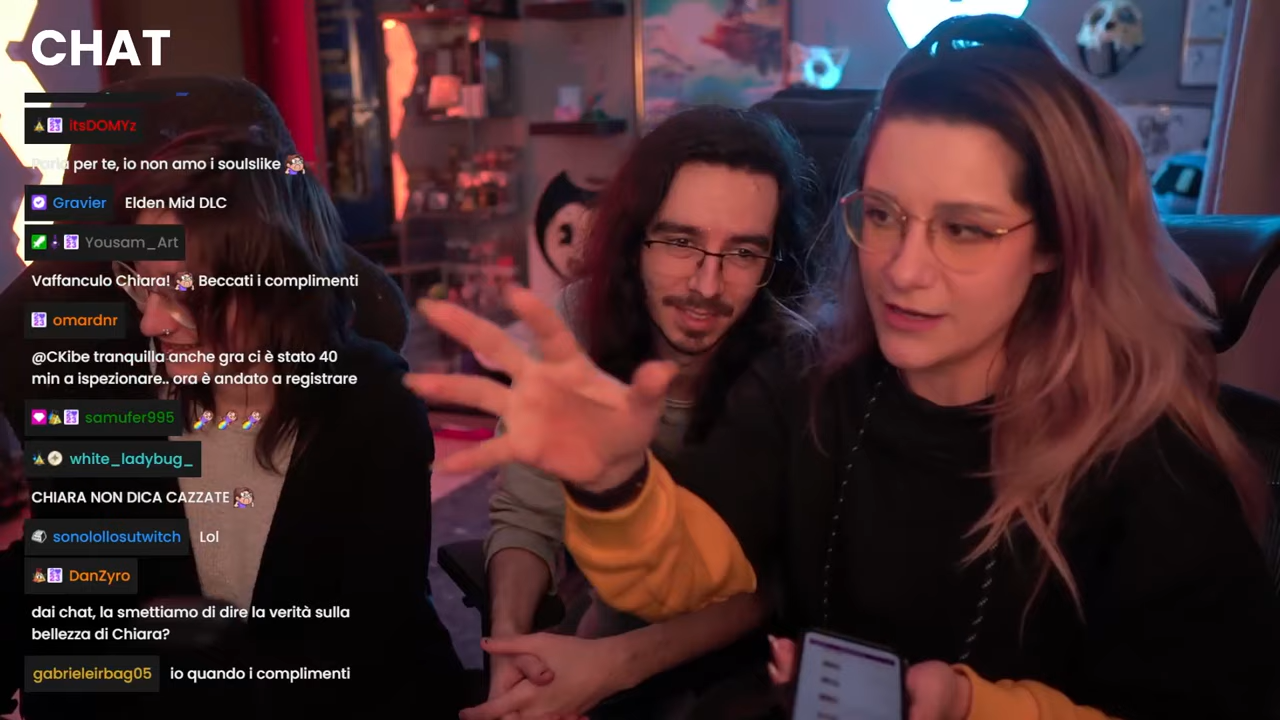 CHAT
itsDOMYz
Parla per te, io non amo i soulslike
Gravier Elden Mid DLC
Yousam_Art
Vaffanculo Chiara! Beccati i complimenti
omardnr
@CKibe tranquilla anche gra ci è stato 40
min a ispezionare.. ora è andato a registrare
samufer995
white_ladybug_
CHIARA NON DICA CAZZATE
sonolollosutwitch Lol
DanZyro
dai chat, la smettiamo di dire la verità sulla
bellezza di Chiara?
gabrieleirbag05 io quando i complimenti